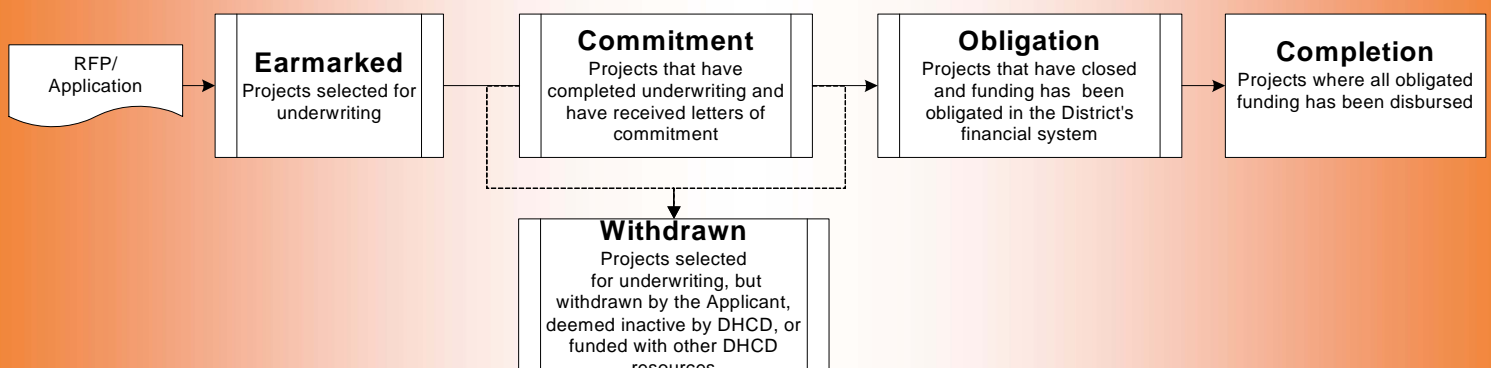 RFP/
Application
Earmarked
Projects selected for
underwriting
Commitment
Projects that have
completed underwriting and
have received letters of
commitment
Obligation
Projects that have closed
and funding has been
obligated in the District's
financial system
Completion
Projects where all obligated
funding has been disbursed
Withdrawn
Projects selected
for underwriting, but
withdrawn by the Applicant,
deemed inactive by DHCD, or
funded with other DHCD
resources